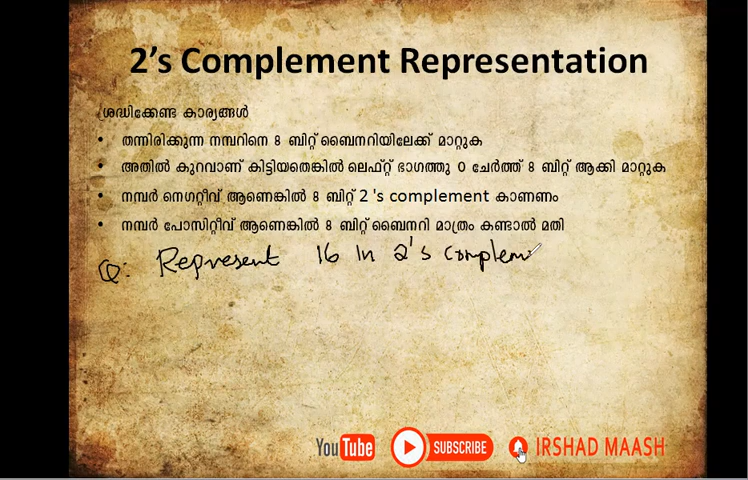 2's Complement Representation
ശ്രദ്ധിക്കേണ്ട കാര്യങ്ങൾ
• തന്നിരിക്കുന്ന നമ്പറിനെ 8 ബിറ്റ് ബൈനറിയിലേക്ക് മാറ്റുക
• അതിൽ കുറവാണ് കിട്ടിയതെങ്കിൽ ലെഫ്റ്റ് ഭാഗത്തു 0 ചേർത്ത് 8 ബിറ്റ് ആക്കി മാറ്റുക
• നമ്പർ നെഗറ്റീവ് ആണെങ്കിൽ 8 ബിറ്റ് 2 's complement കാണണം
• നമ്പർ പോസിറ്റീവ് ആണെങ്കിൽ 8 ബിറ്റ് ബൈനറി മാത്രം കണ്ടാൽ മതി
Q: Represent 16 in 2's complem
YouTube SUBSCRIBE IRSHAD MAASH